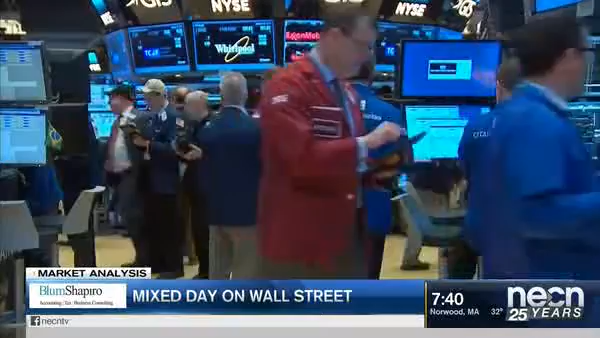 NYSE
NYSE
Whirlpool
ExxonMobil
MARKET ANALYSIS
BlumShapiro
Accounting | Tax | Business Consulting
MIXED DAY ON WALL STREET
7:40
Norwood, MA 32°
necn
25 YEARS
necntv